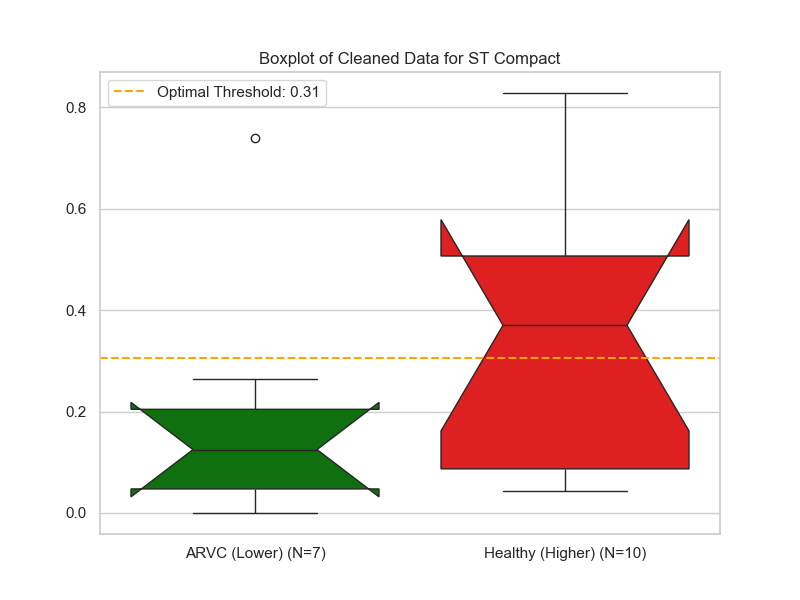 Boxplot of Cleaned Data for ST Compact
Optimal Threshold: 0.31
0.8
0.6
0.4
0.2
0.0
ARVC (Lower) (N=7)
Healthy (Higher) (N=10)